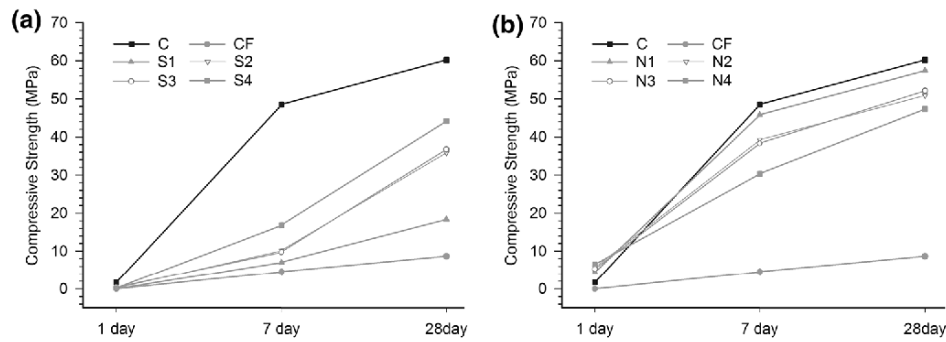 (a)
Compressive Strength (MPa)
70
60
50
40
30
20
10
0
C CF
S1 S2
S3 S4
1 day 7 day 28day
(b)
Compressive Strength (MPa)
70
60
50
40
30
20
10
0
C CF
N1 N2
N3 N4
1 day 7 day 28day